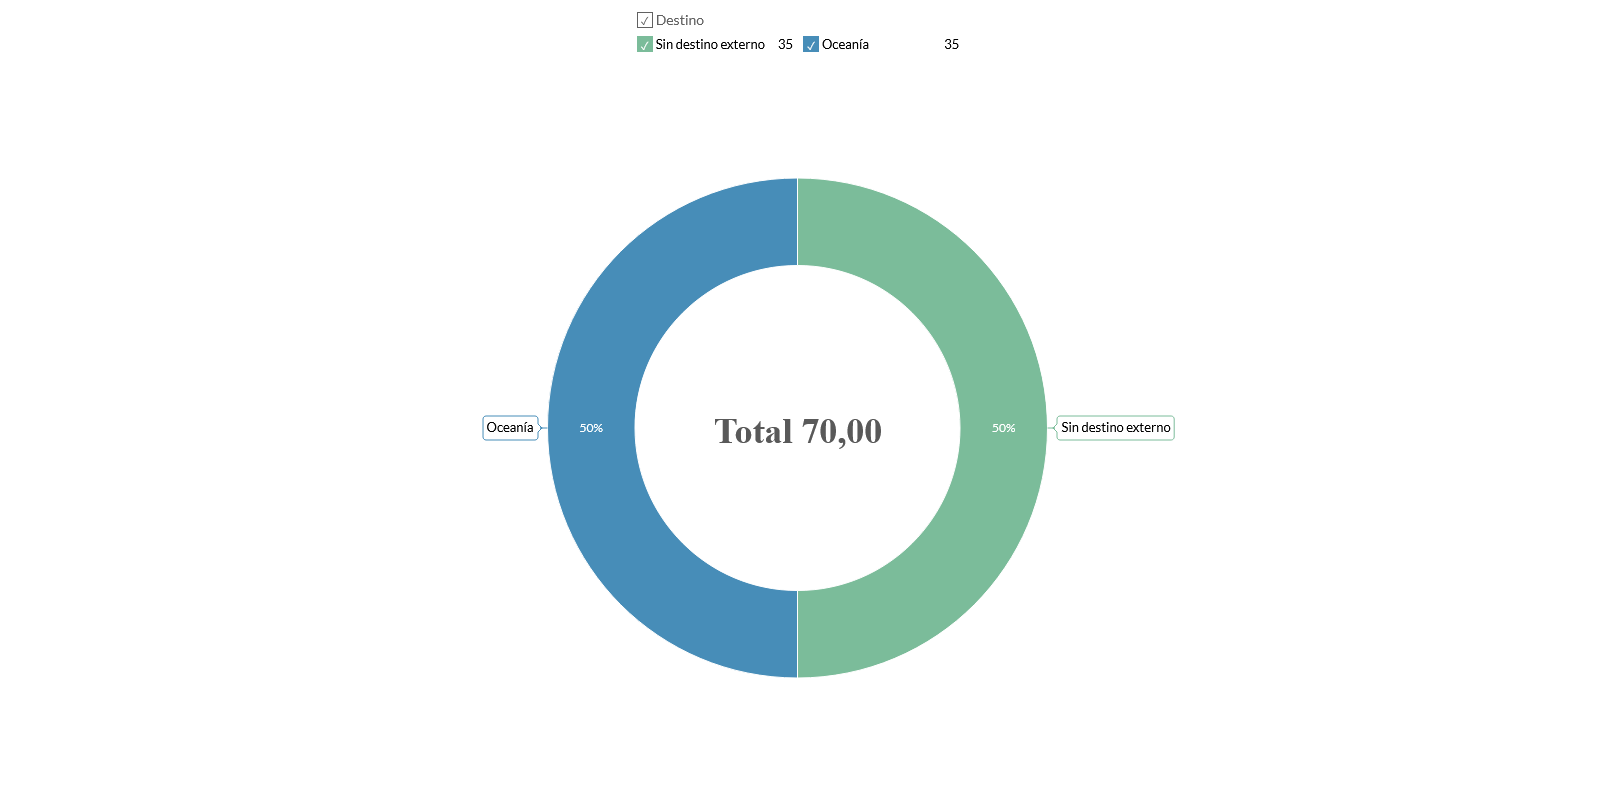 Destino
Sin destino externo 35 Oceanía 35
Oceanía 50% Total 70,00 50% Sin destino externo